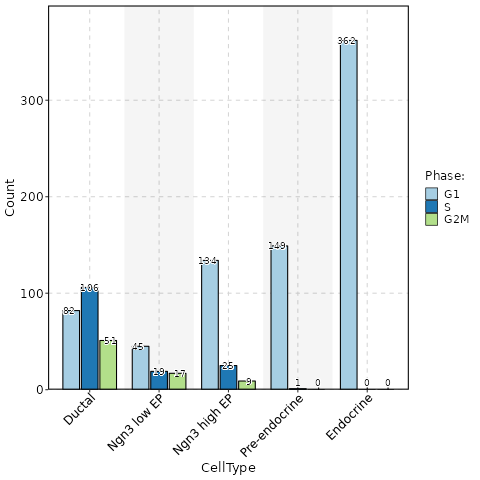 Count
300
200
100
0
82
106
51
45
19
17
134
25
9
149
1
0
362
0
0
Ductal
Ngn3 low EP
Ngn3 high EP
Pre-endocrine
Endocrine
CellType
Phase:
G1
S
G2M